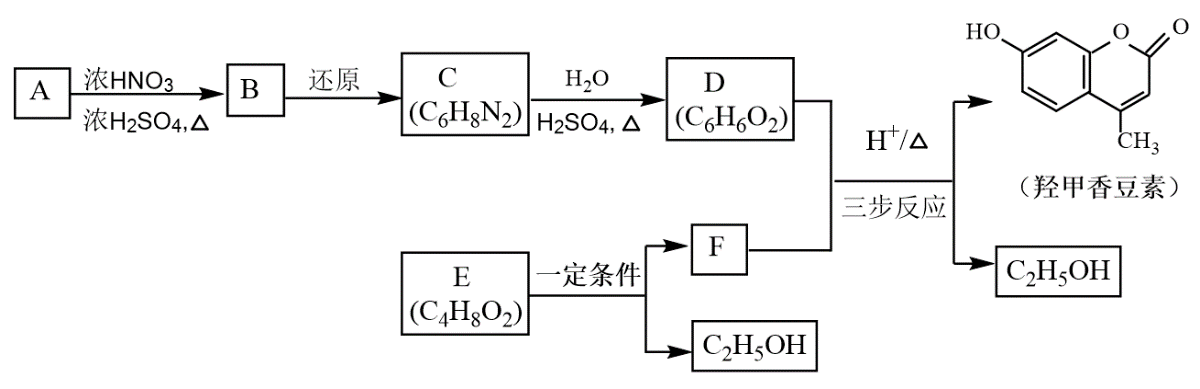 A
浓HNO₃
浓H₂SO₄,△
B
还原
C
(C₆H₈N₂)
H₂O
H₂SO₄,△
D
(C₆H₆O₂)
H⁺/△
三步反应
HO
O
O
CH₃
(羟甲香豆素)
E
(C₄H₈O₂)
一定条件
F
C₂H₅OH
C₂H₅OH